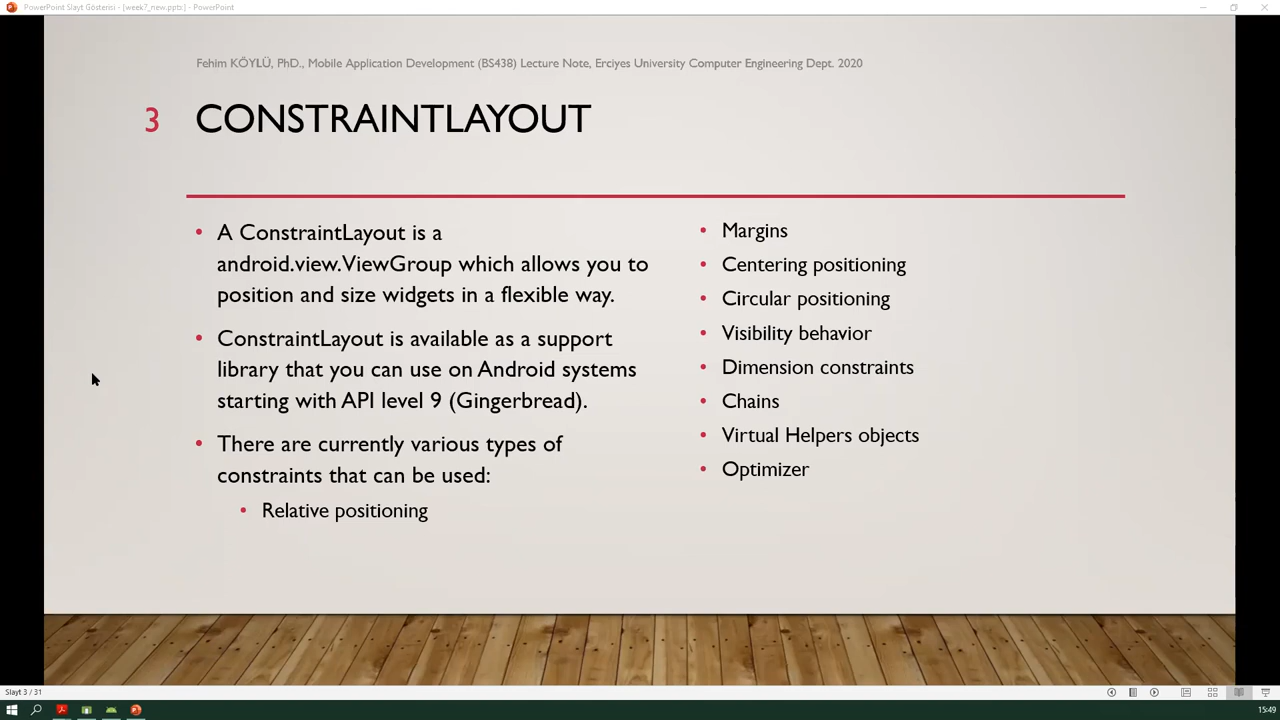 PowerPoint Slayt Gösterisi - [week7_new.pptx] - PowerPoint
Fehim KÖYLÜ, PhD., Mobile Application Development (BS438) Lecture Note, Erciyes University Computer Engineering Dept. 2020
3 CONSTRAINTLAYOUT
• A ConstraintLayout is a
android.view.ViewGroup which allows you to
position and size widgets in a flexible way.
• ConstraintLayout is available as a support
library that you can use on Android systems
starting with API level 9 (Gingerbread).
• There are currently various types of
constraints that can be used:
• Relative positioning
• Margins
• Centering positioning
• Circular positioning
• Visibility behavior
• Dimension constraints
• Chains
• Virtual Helpers objects
• Optimizer
Slayt 3 / 31
15:49